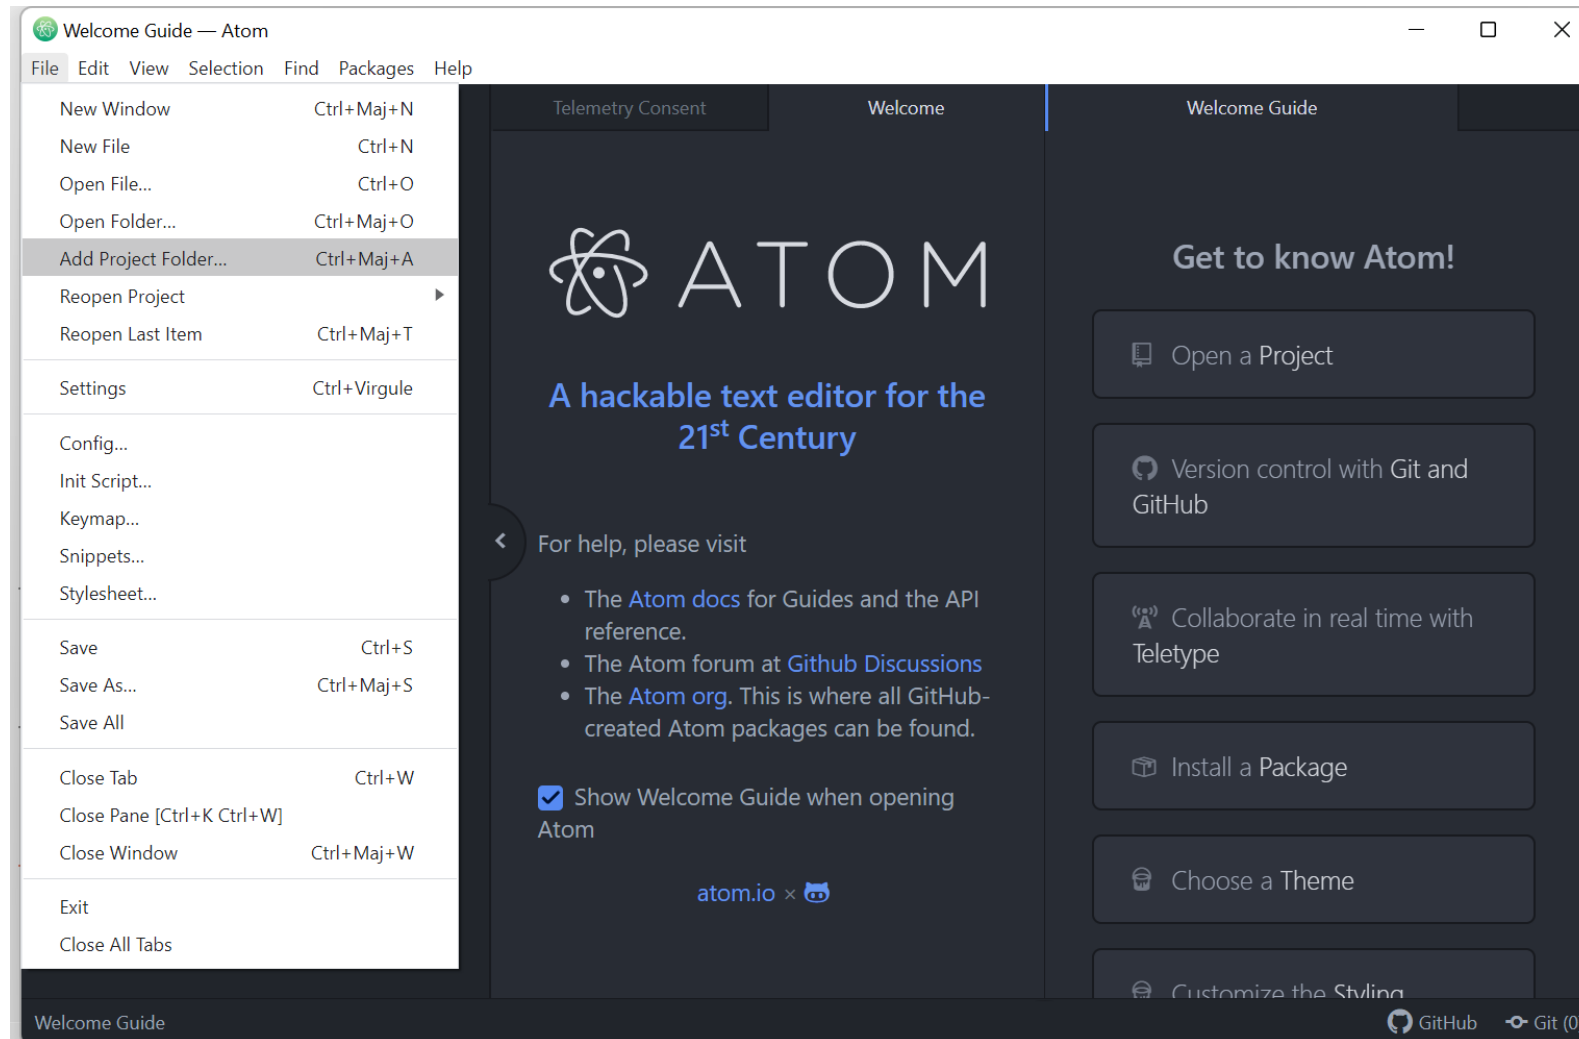 Welcome Guide — Atom
File Edit View Selection Find Packages Help
New Window Ctrl+Maj+N
New File Ctrl+N
Open File... Ctrl+O
Open Folder... Ctrl+Maj+O
Add Project Folder... Ctrl+Maj+A
Reopen Project
Reopen Last Item Ctrl+Maj+T
Settings Ctrl+Virgule
Config...
Init Script...
Keymap...
Snippets...
Stylesheet...
Save Ctrl+S
Save As... Ctrl+Maj+S
Save All
Close Tab Ctrl+W
Close Pane [Ctrl+K Ctrl+W]
Close Window Ctrl+Maj+W
Exit
Close All Tabs
Telemetry Consent
Welcome
Welcome Guide
ATOM
A hackable text editor for the
21st Century
For help, please visit
• The Atom docs for Guides and the API
reference.
• The Atom forum at Github Discussions
• The Atom org. This is where all GitHub-
created Atom packages can be found.
Show Welcome Guide when opening
Atom
atom.io ×
Get to know Atom!
Open a Project
Version control with Git and
GitHub
Collaborate in real time with
Teletype
Install a Package
Choose a Theme
Customize the Styling
Welcome Guide
GitHub
Git (0